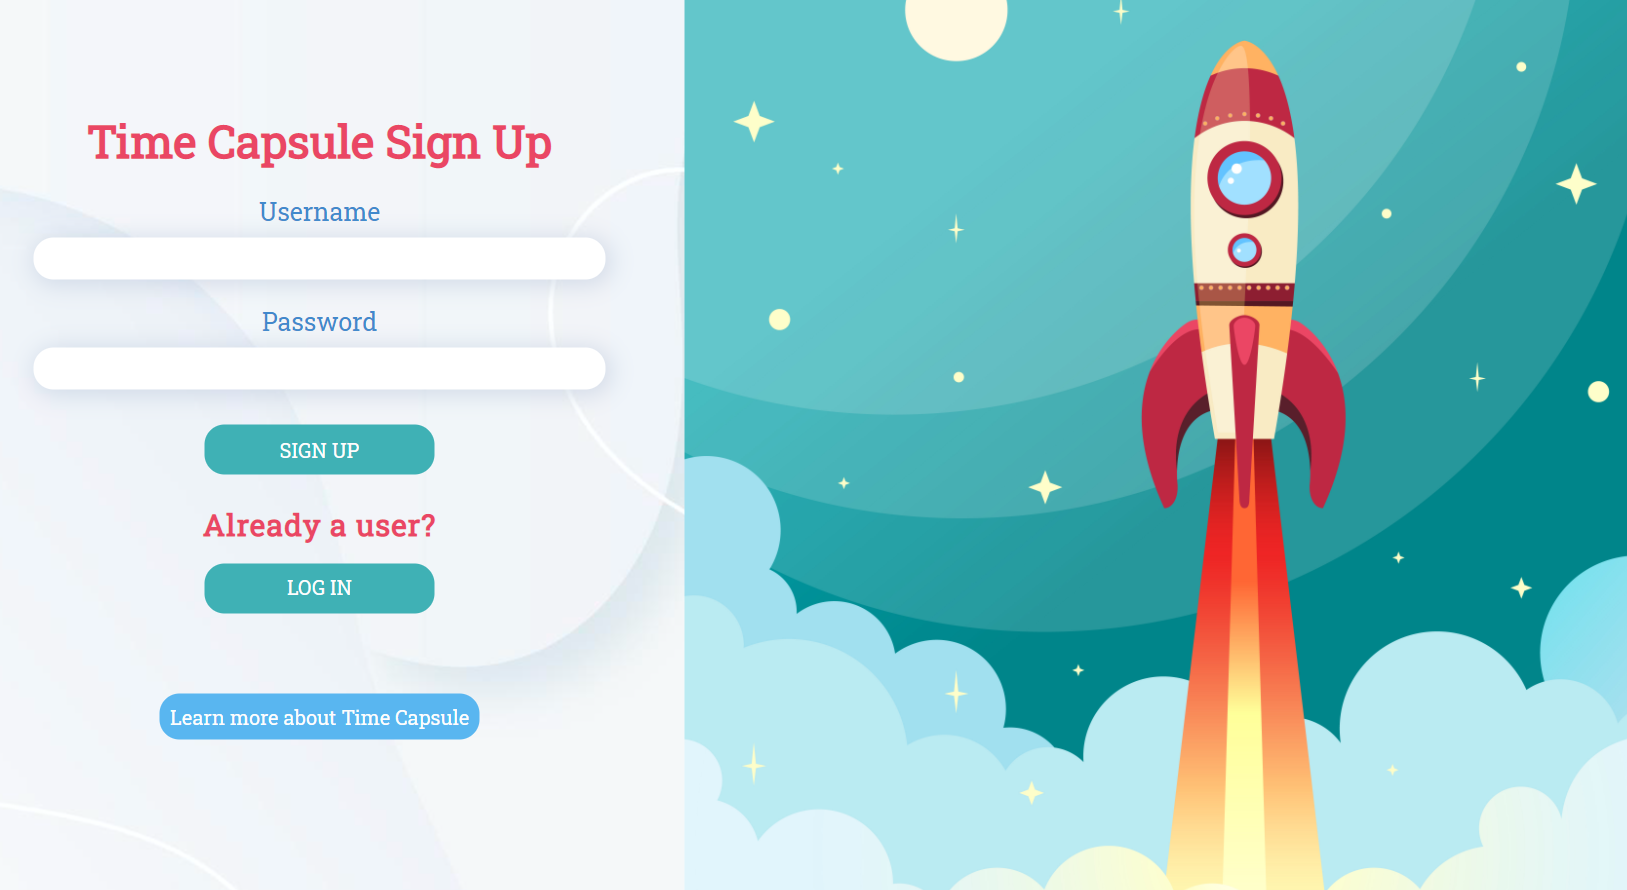 Time Capsule Sign Up
Username
Password
SIGN UP
Already a user?
LOG IN
Learn more about Time Capsule